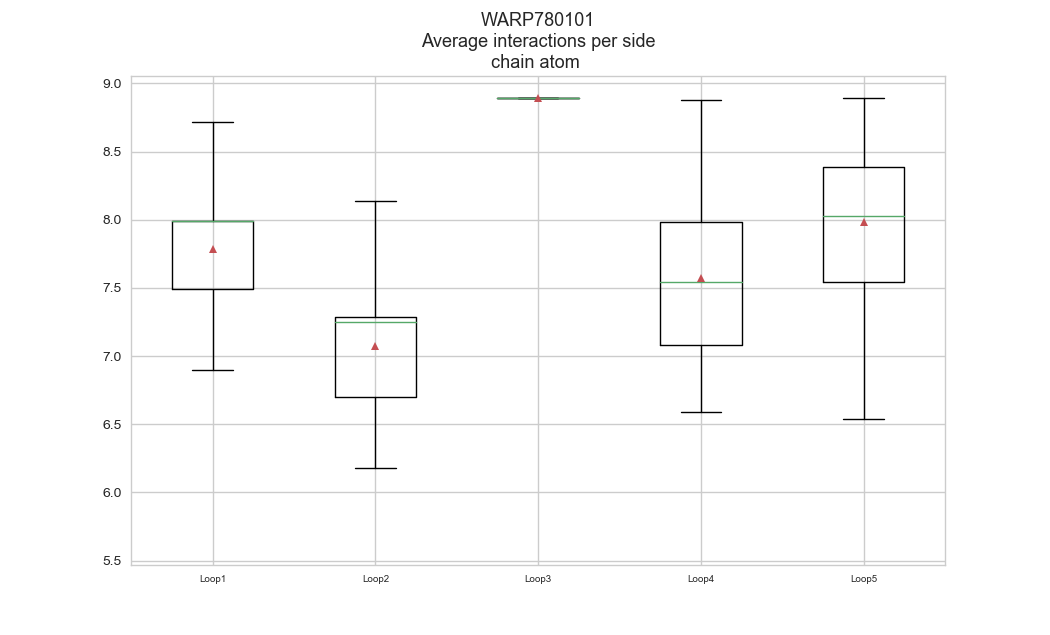 WARP780101
Average interactions per side
chain atom
9.0
8.5
8.0
7.5
7.0
6.5
6.0
5.5
Loop1
Loop2
Loop3
Loop4
Loop5